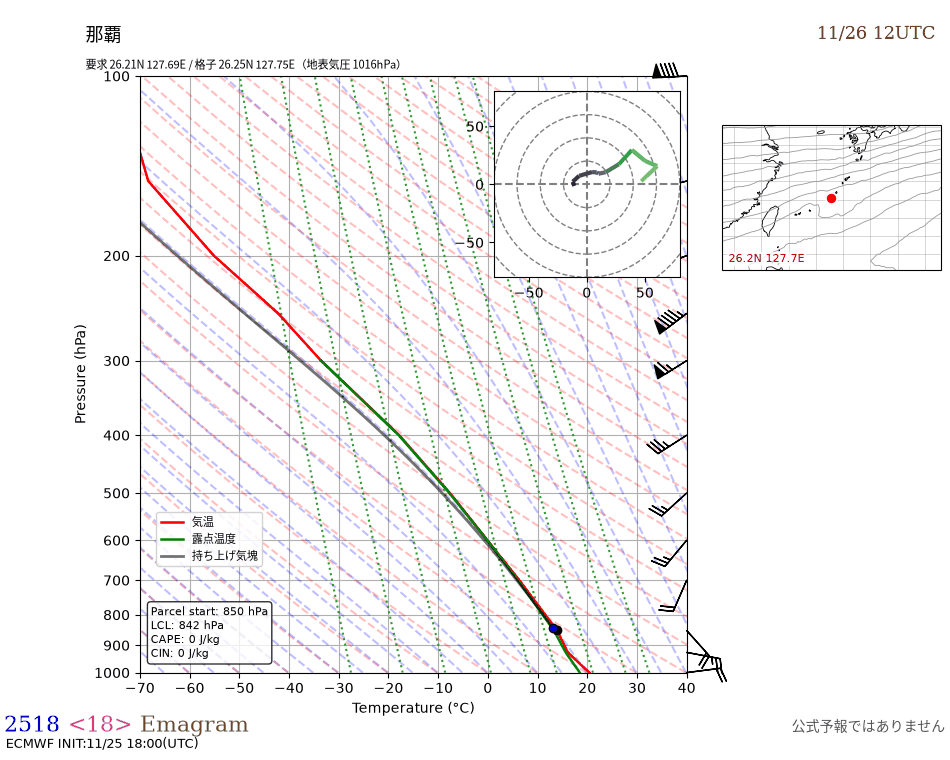 那覇
11/26 12UTC
要求 26.21N 127.69E / 格子 26.25N 127.75E（地表気圧 1016hPa）
100
200
300
400
500
600
700
800
900
1000
Pressure (hPa)
50
0
−50
−50 0 50
26.2N 127.7E
気温
露点温度
持ち上げ気塊
Parcel start: 850 hPa
LCL: 842 hPa
CAPE: 0 J/kg
CIN: 0 J/kg
−70 −60 −50 −40 −30 −20 −10 0 10 20 30 40
Temperature (°C)
2518 <18> Emagram
公式予報ではありません
ECMWF INIT:11/25 18:00(UTC)